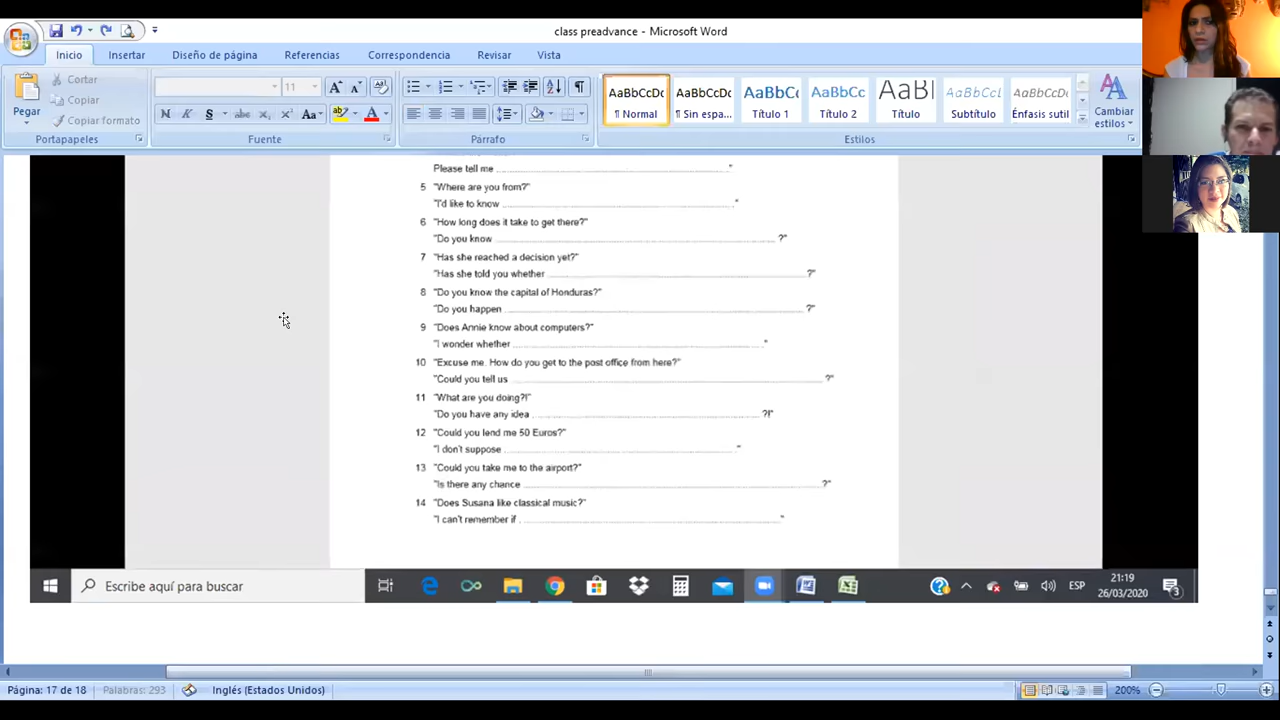 class preadvance - Microsoft Word
Inicio Insertar Diseño de página Referencias Correspondencia Revisar Vista
Pegar
Cortar
Copiar
Copiar formato
Portapapeles
11
N K S abc x₂ x² Aa
Fuente
Párrafo
AaBbCcDc AaBbCcDc AaBbCc AaBbCc AaBbC AaBbCcL AaBbCcDc
¶ Normal ¶ Sin espa... Título 1 Título 2 Título Subtítulo Énfasis sutil
Cambiar
estilos
Estilos
Please tell me ........................ "
5 "Where are you from?"
"I'd like to know ........................ ."
6 "How long does it take to get there?"
"Do you know ........................ ?"
7 "Has she reached a decision yet?"
"Has she told you whether ........................ ?"
8 "Do you know the capital of Honduras?"
"Do you happen ........................ ?"
9 "Does Annie know about computers?"
"I wonder whether ........................ ."
10 "Excuse me. How do you get to the post office from here?"
"Could you tell us ........................ ?"
11 "What are you doing?!"
"Do you have any idea ........................ ?!"
12 "Could you lend me 50 Euros?"
"I don't suppose ........................ ."
13 "Could you take me to the airport?"
"Is there any chance ........................ ?"
14 "Does Susana like classical music?"
"I can't remember if ........................ ."
Escribe aquí para buscar
ESP
21:19
26/03/2020
3
Página: 17 de 18 Palabras: 293 Inglés (Estados Unidos) 200%